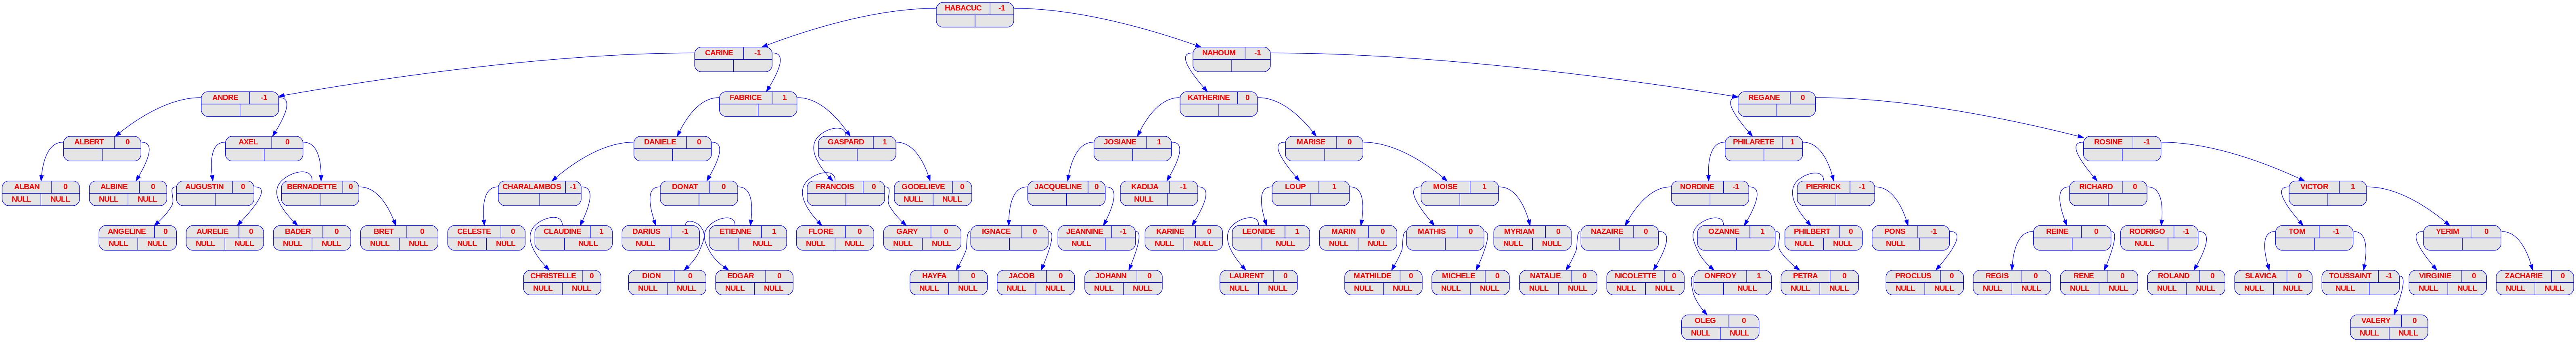 HABACUC -1
CARINE -1 NAHOUM -1
ANDRE -1 FABRICE 1 KATHERINE 0 REGANE 0
ALBERT 0 AXEL 0 DANIELE 0 GASPARD 1 JOSIANE 1 MARISE 0 PHILARETE 1 ROSINE -1
ALBAN 0 ALBINE 0 AUGUSTIN 0 BERNADETTE 0 CHARALAMBOS -1 DONAT 0 FRANCOIS 0 GODELIEVE 0 JACQUELINE 0 KADIJA -1 LOUP 1 MOISE 1 NORDINE -1 PIERRICK -1 RICHARD 0 VICTOR 1
NULL NULL NULL NULL NULL NULL NULL
ANGELINE 0 AURELIE 0 BADER 0 BRET 0 CELESTE 0 CLAUDINE 1 DARIUS -1 ETIENNE 1 FLORE 0 GARY 0 IGNACE 0 JEANNINE -1 KARINE 0 LEONIDE 1 MARIN 0 MATHIS 0 MYRIAM 0 NAZAIRE 0 OZANNE 1 PHILBERT 0 PONS -1 REINE 0 RODRIGO -1 TOM -1 YERIM 0
NULL NULL NULL NULL NULL NULL NULL NULL NULL NULL NULL NULL NULL NULL NULL NULL NULL NULL NULL NULL NULL NULL NULL NULL NULL NULL NULL NULL NULL NULL NULL
CHRISTELLE 0 DION 0 EDGAR 0 HAYFA 0 JACOB 0 JOHANN 0 LAURENT 0 MATHILDE 0 MICHELE 0 NATALIE 0 NICOLETTE 0 ONFROY 1 PETRA 0 PROCLUS 0 REGIS 0 RENE 0 ROLAND 0 SLAVICA 0 TOUSSAINT -1 VIRGINIE 0 ZACHARIE 0
NULL NULL NULL NULL NULL NULL NULL NULL NULL NULL NULL NULL NULL NULL NULL NULL NULL NULL NULL NULL NULL NULL NULL NULL NULL NULL NULL NULL NULL NULL NULL NULL NULL NULL NULL NULL NULL NULL NULL NULL
OLEG 0 VALERY 0
NULL NULL NULL NULL